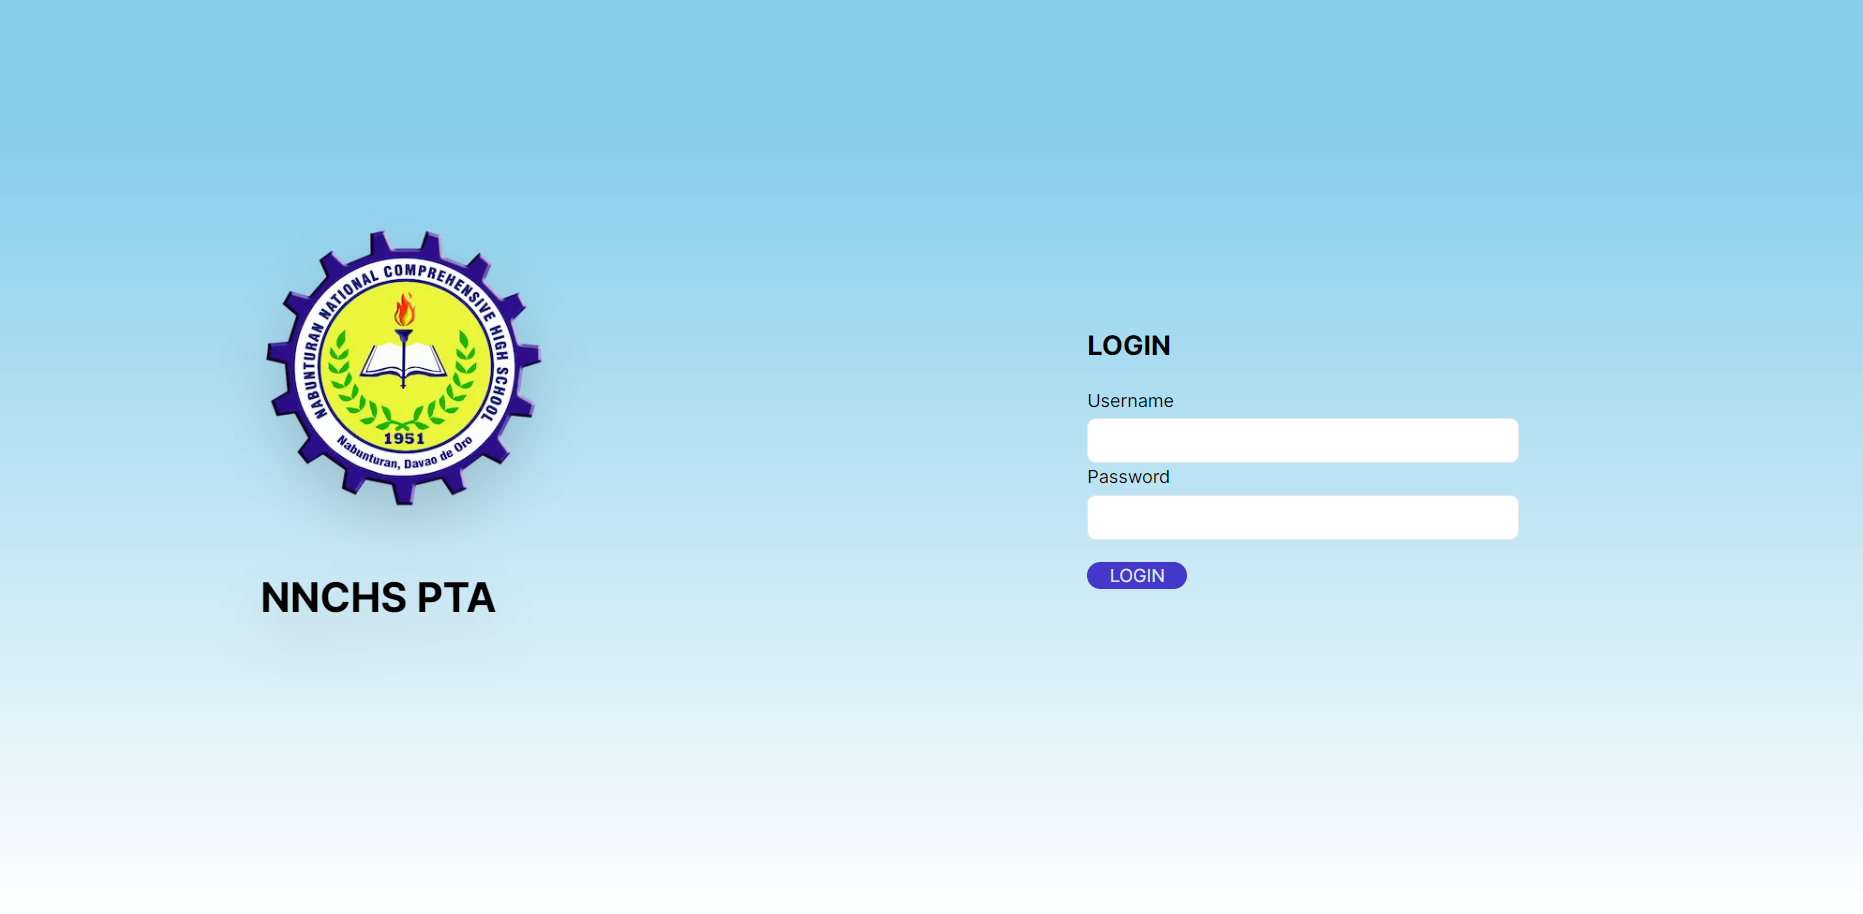 NABUNTURAN NATIONAL COMPREHENSIVE HIGH SCHOOL
1951
Nabunturan, Davao de Oro
NNCHS PTA
LOGIN
Username
Password
LOGIN